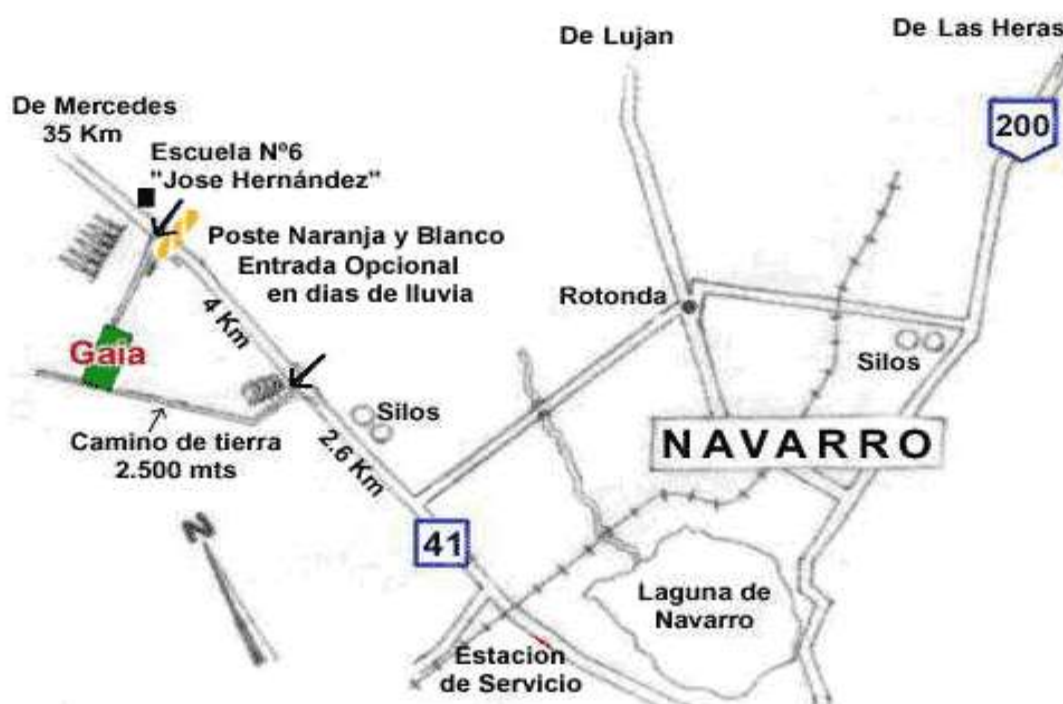 De Lujan
De Las Heras
200
De Mercedes
35 Km
Escuela Nº6
"Jose Hernández"
Poste Naranja y Blanco
Entrada Opcional
en dias de lluvia
Rotonda
4 Km
Gaia
Silos
Silos
Camino de tierra
2.500 mts
2.6 Km
NAVARRO
41
N
Laguna de
Navarro
Estacion
de Servicio